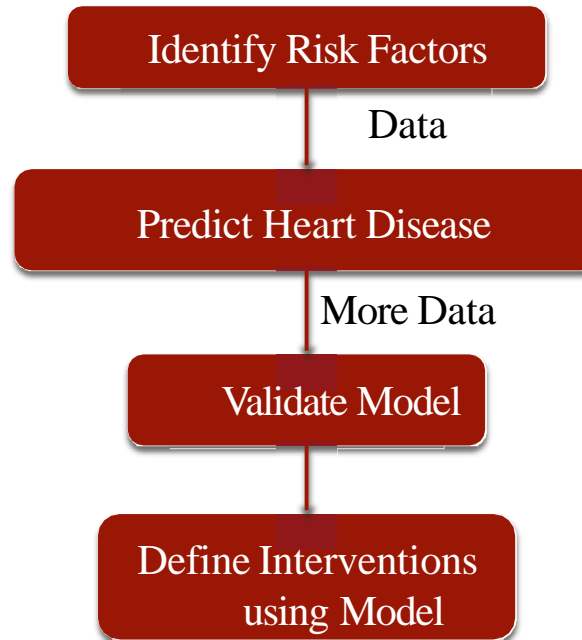 Identify Risk Factors
Data
Predict Heart Disease
More Data
Validate Model
Define Interventions
using Model